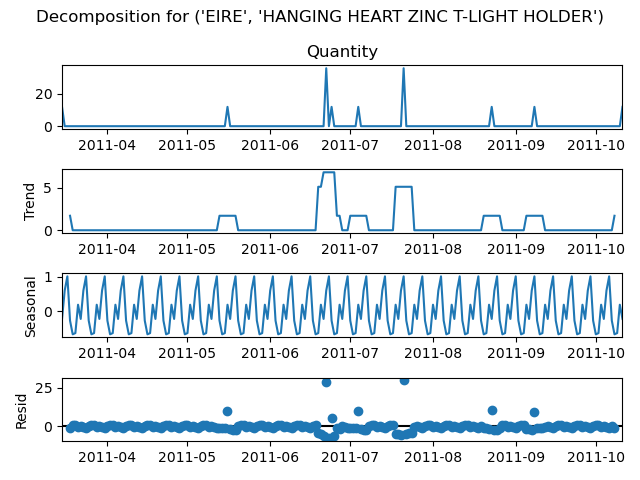 Decomposition for ('EIRE', 'HANGING HEART ZINC T-LIGHT HOLDER')
Quantity
20
0
2011-04 2011-05 2011-06 2011-07 2011-08 2011-09 2011-10
Trend
5
0
2011-04 2011-05 2011-06 2011-07 2011-08 2011-09 2011-10
Seasonal
1
0
2011-04 2011-05 2011-06 2011-07 2011-08 2011-09 2011-10
Resid
25
0
2011-04 2011-05 2011-06 2011-07 2011-08 2011-09 2011-10